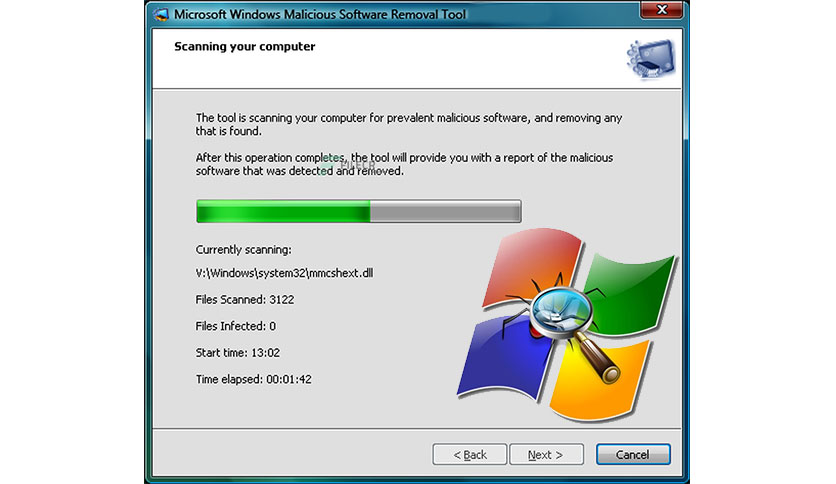 Microsoft Windows Malicious Software Removal Tool
Scanning your computer
The tool is scanning your computer for prevalent malicious software, and removing any
that is found.
After this operation completes, the tool will provide you with a report of the malicious
software that was detected and removed.
FILECR
Currently scanning:
V:\Windows\system32\mmcshext.dll
Files Scanned: 3122
Files Infected: 0
Start time: 13:02
Time elapsed: 00:01:42
< Back
Next >
Cancel